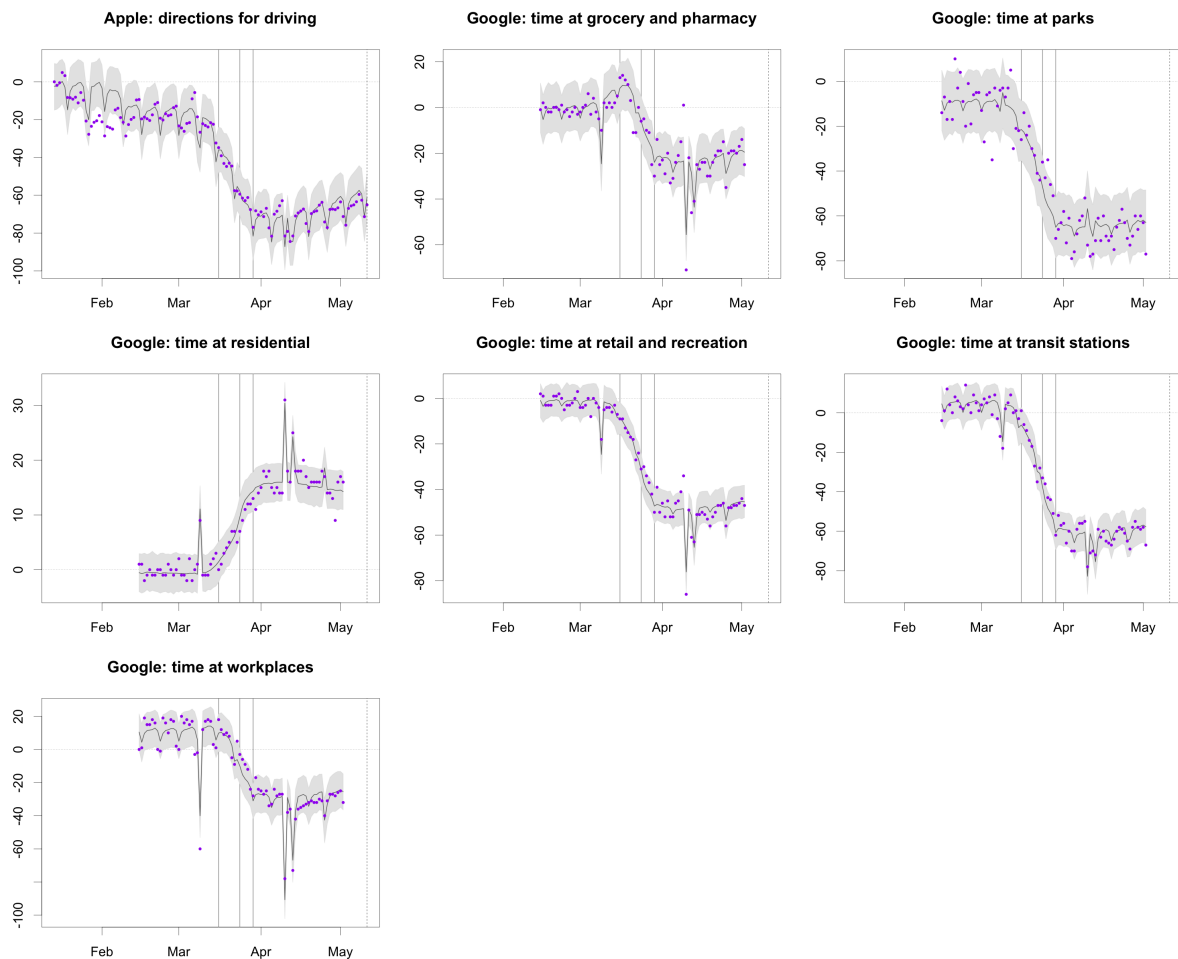 Apple: directions for driving
Google: time at grocery and pharmacy
Google: time at parks
0
-20
-40
-60
-80
-100
Feb Mar Apr May
20
0
20
40
60
Feb Mar Apr May
0
-20
-40
-60
-80
Feb Mar Apr May
Google: time at residential
Google: time at retail and recreation
Google: time at transit stations
30
20
10
0
Feb Mar Apr May
0
-20
-40
-60
-80
Feb Mar Apr May
0
-20
-40
-60
-80
Feb Mar Apr May
Google: time at workplaces
20
0
-20
-40
-60
-100
Feb Mar Apr May